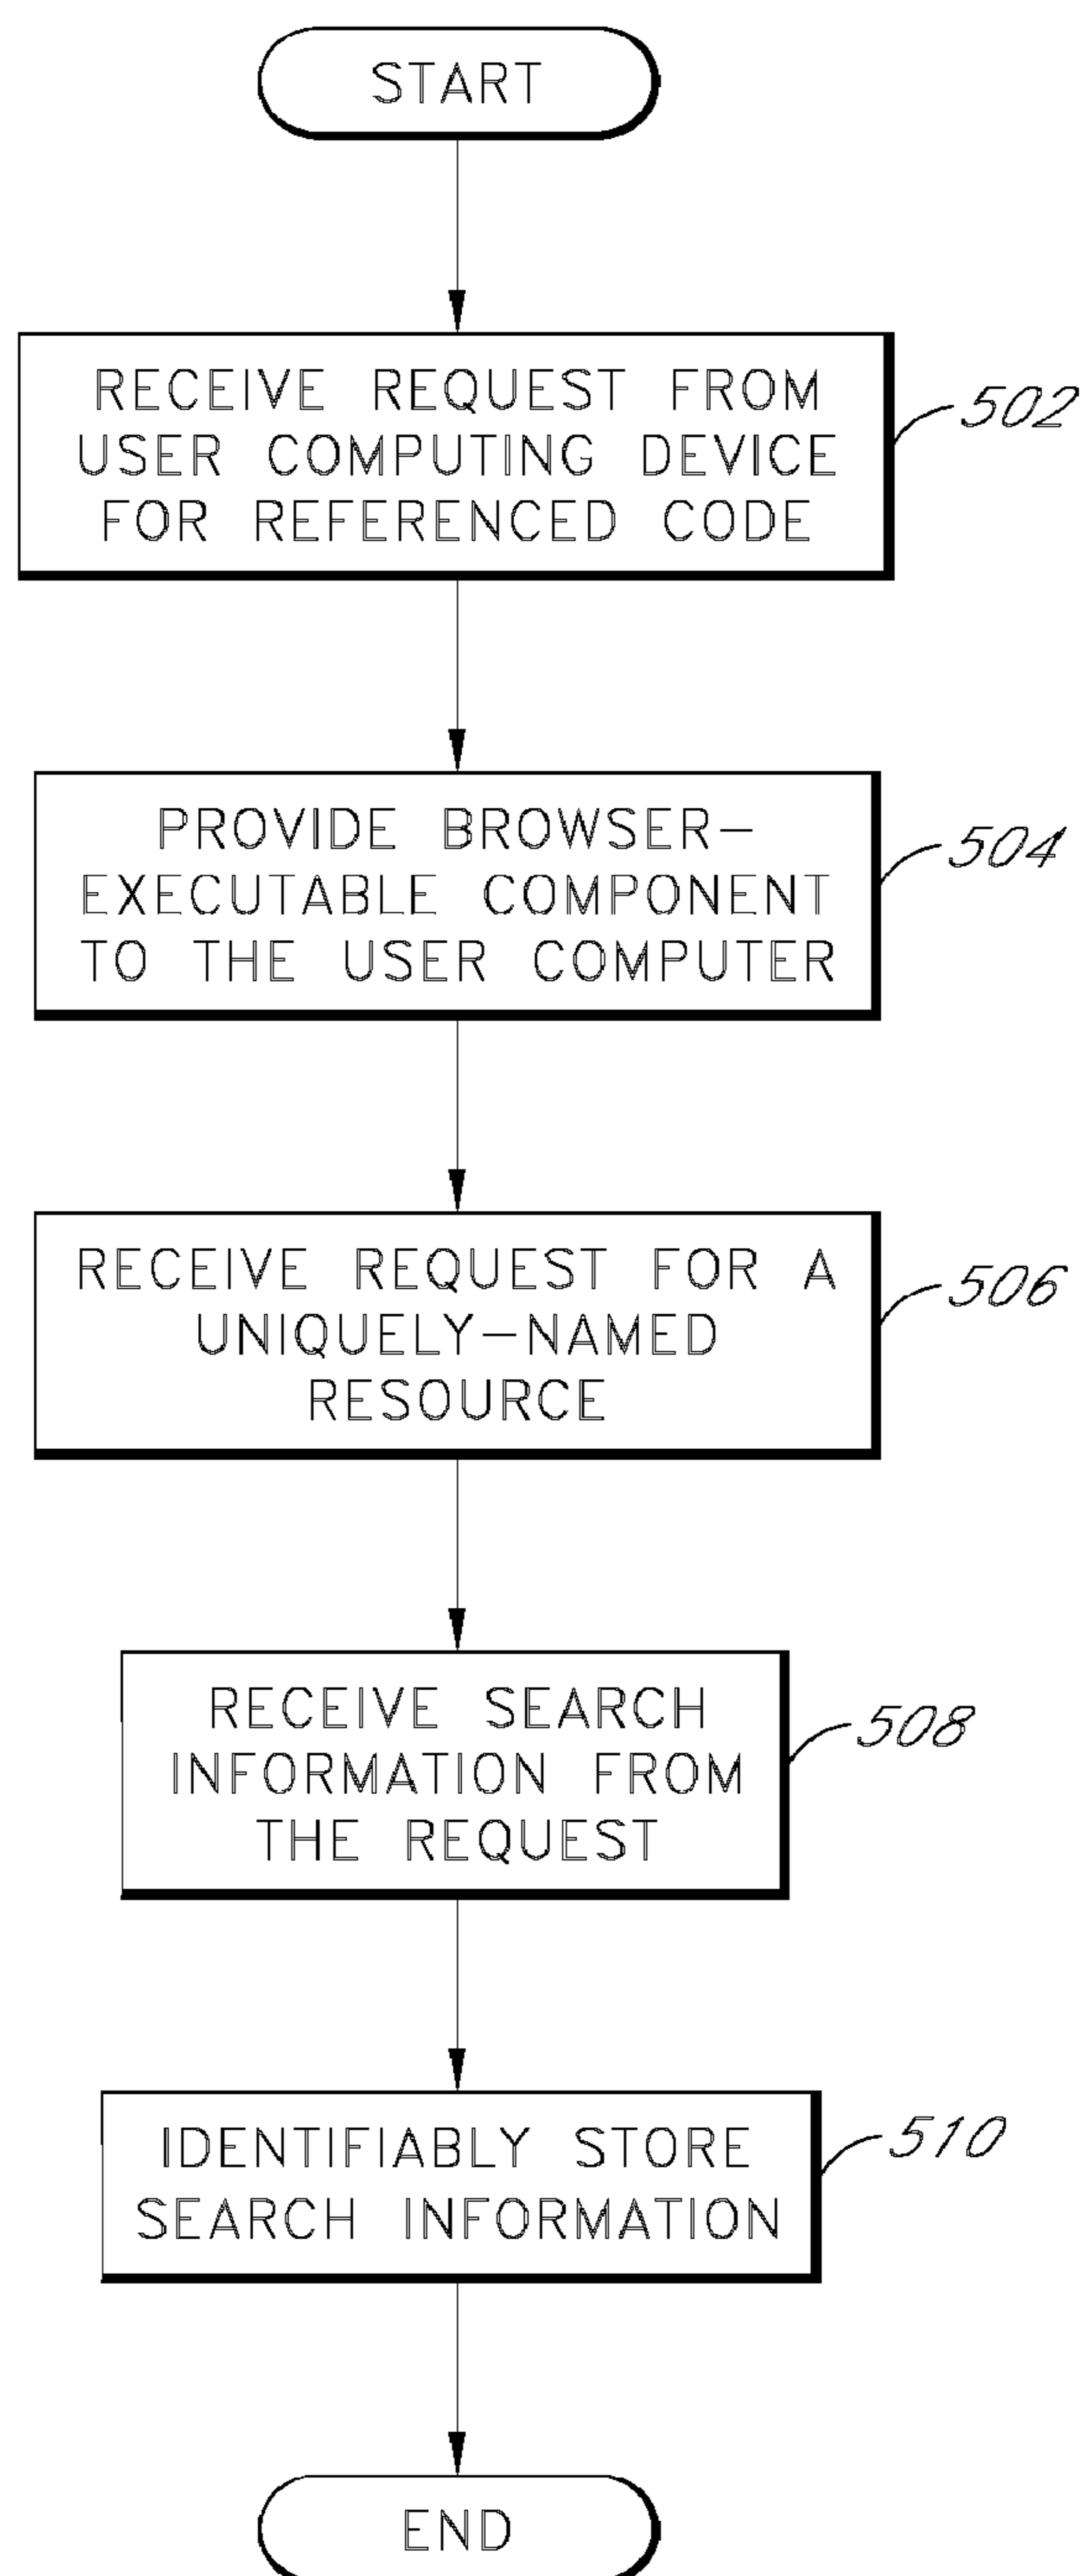 START
RECEIVE REQUEST FROM
USER COMPUTING DEVICE
FOR REFERENCED CODE
502
PROVIDE BROWSER-
EXECUTABLE COMPONENT
TO THE USER COMPUTER
504
RECEIVE REQUEST FOR A
UNIQUELY-NAMED
RESOURCE
506
RECEIVE SEARCH
INFORMATION FROM
THE REQUEST
508
IDENTIFIABLY STORE
SEARCH INFORMATION
510
END